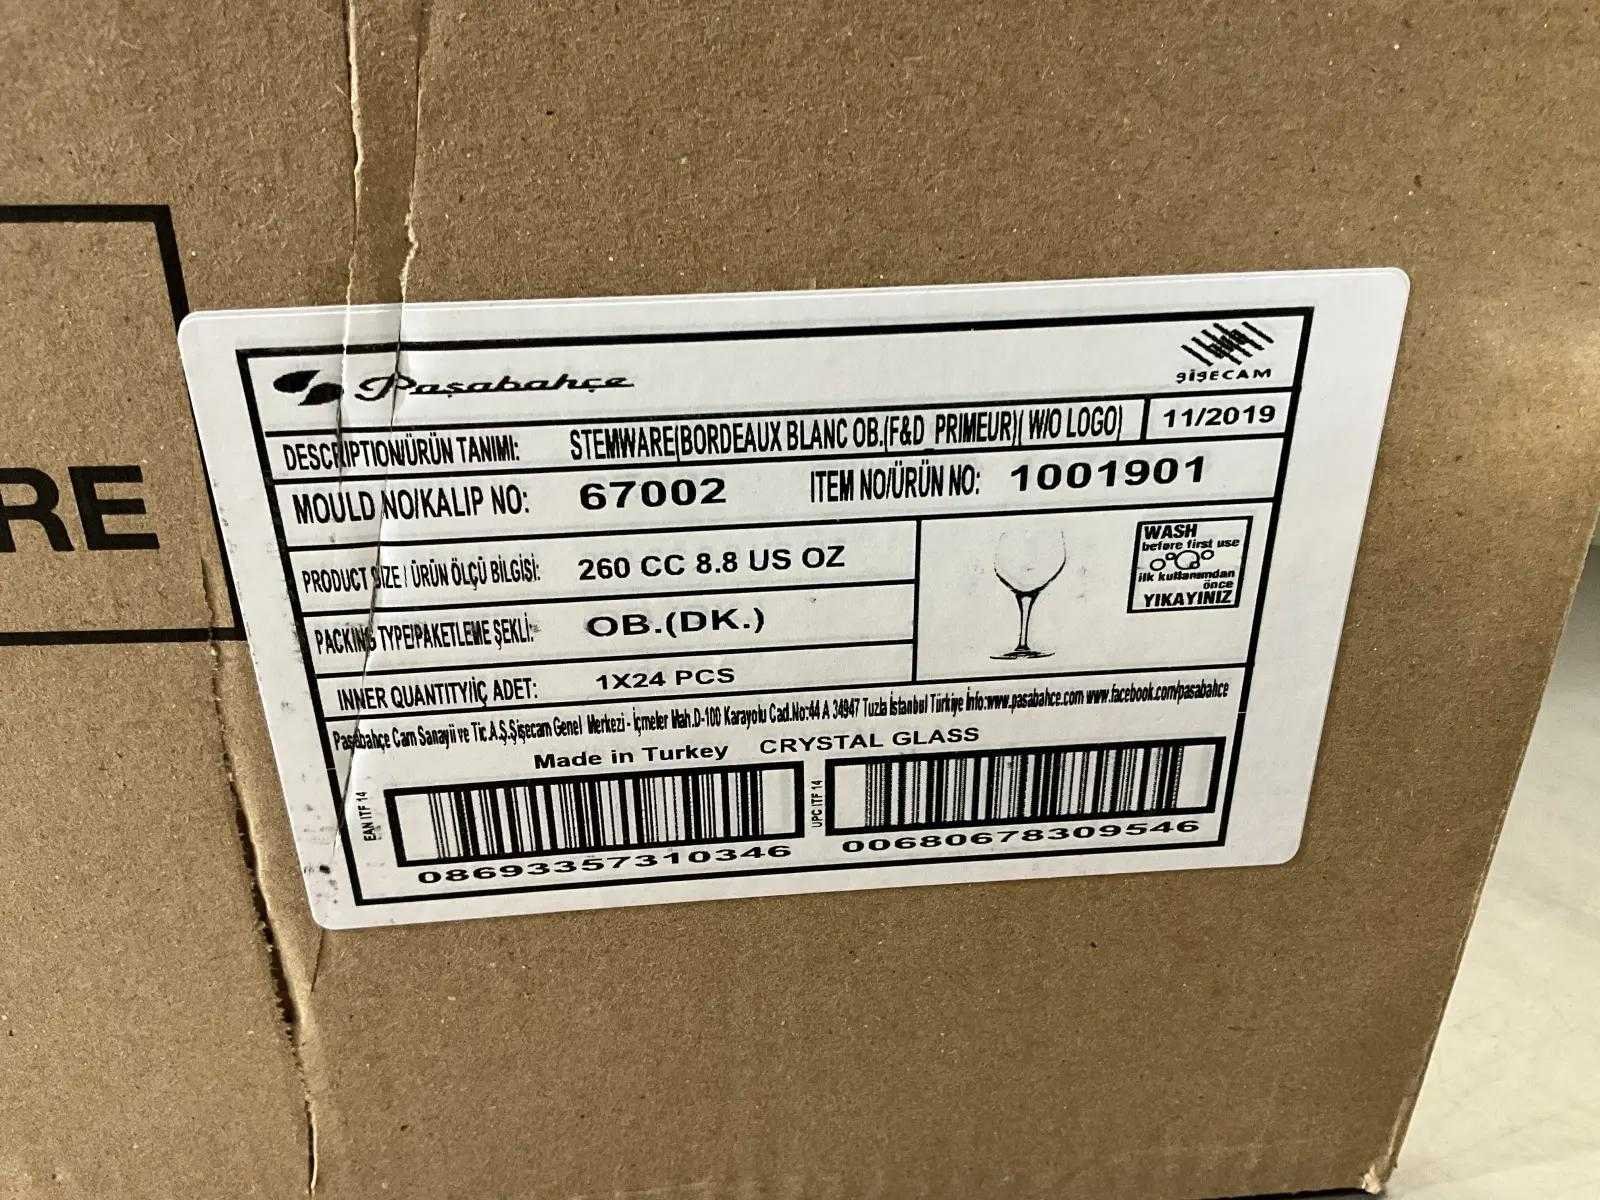 RE
Paşabahçe
ŞİŞECAM
DESCRIPTION/ÜRÜN TANIMI: STEMWARE(BORDEAUX BLANC OB.(F&D_PRIMEUR)( W/O LOGO) 11/2019
MOULD NO/KALIP NO: 67002 ITEM NO/ÜRÜN NO: 1001901
PRODUCT SIZE / ÜRÜN ÖLÇÜ BİLGİSİ: 260 CC 8.8 US OZ
WASH
before first use
ilk kullanımdan
önce
YIKAYINIZ
PACKING TYPE/PAKETLEME ŞEKLİ: OB.(DK.)
INNER QUANTITY/İÇ ADET: 1X24 PCS
Paşabahçe Cam Sanayii ve Tic.A.Ş.Şişecam Genel Merkezi - İçmeler Mah.D-100 Karayolu Cad.No:44 A 34947 Tuzla İstanbul Türkiye İnfo:www.pasabahce.com www.facebook.com/pasabahce
Made in Turkey CRYSTAL GLASS
EAN ITF 14
08693357310346
UPC ITF 14
00680678309546